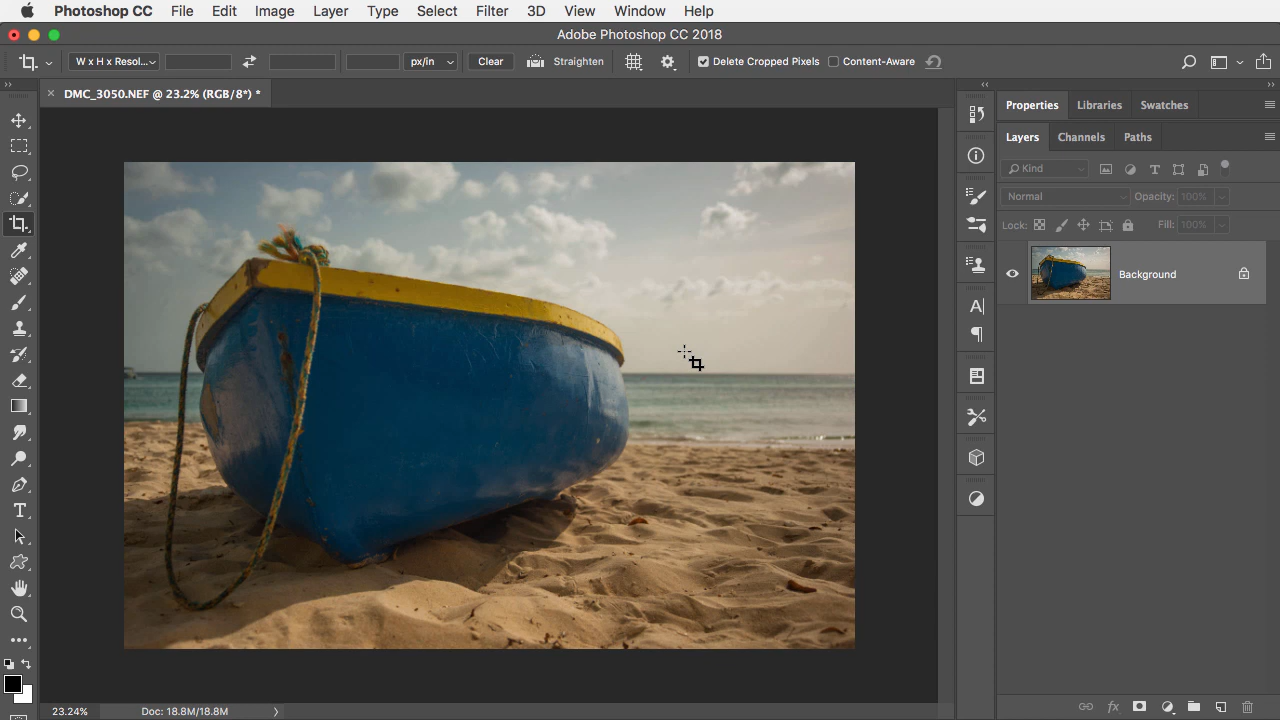 Photoshop CC File Edit Image Layer Type Select Filter 3D View Window Help
Adobe Photoshop CC 2018
W x H x Resol... px/in Clear Straighten Delete Cropped Pixels Content-Aware
× DMC_3050.NEF @ 23.2% (RGB/8*) *
Properties Libraries Swatches
Layers Channels Paths
Kind
Normal Opacity: 100%
Lock: Fill: 100%
Background
23.24% Doc: 18.8M/18.8M